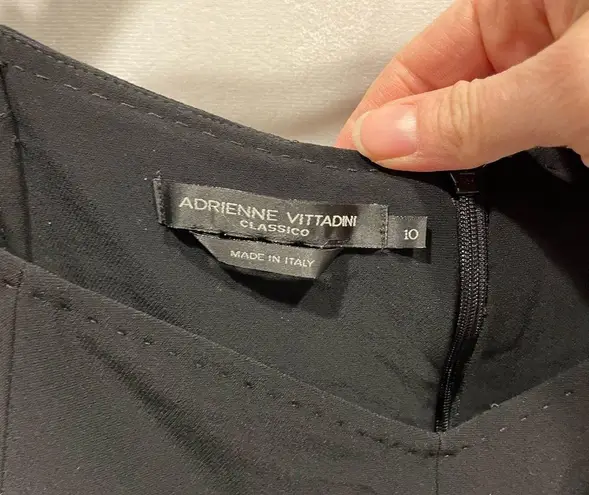 ADRIENNE VITTADINI
CLASSICO
10
MADE IN ITALY